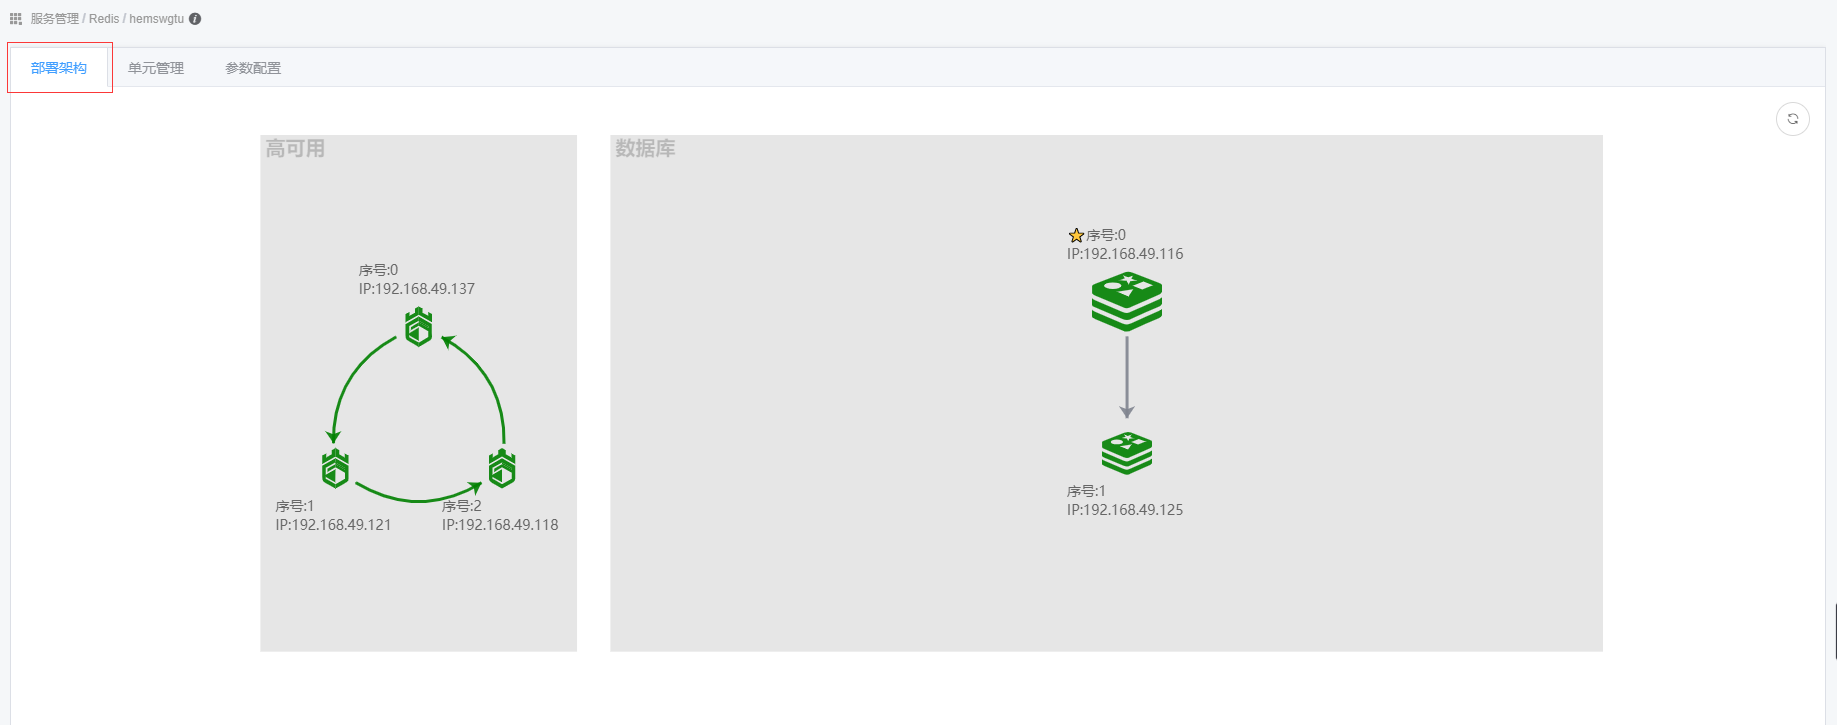 服务管理 / Redis / hemswgtu
部署架构
单元管理
参数配置
高可用
序号:0
IP:192.168.49.137
序号:1
IP:192.168.49.121
序号:2
IP:192.168.49.118
数据库
序号:0
IP:192.168.49.116
序号:1
IP:192.168.49.125